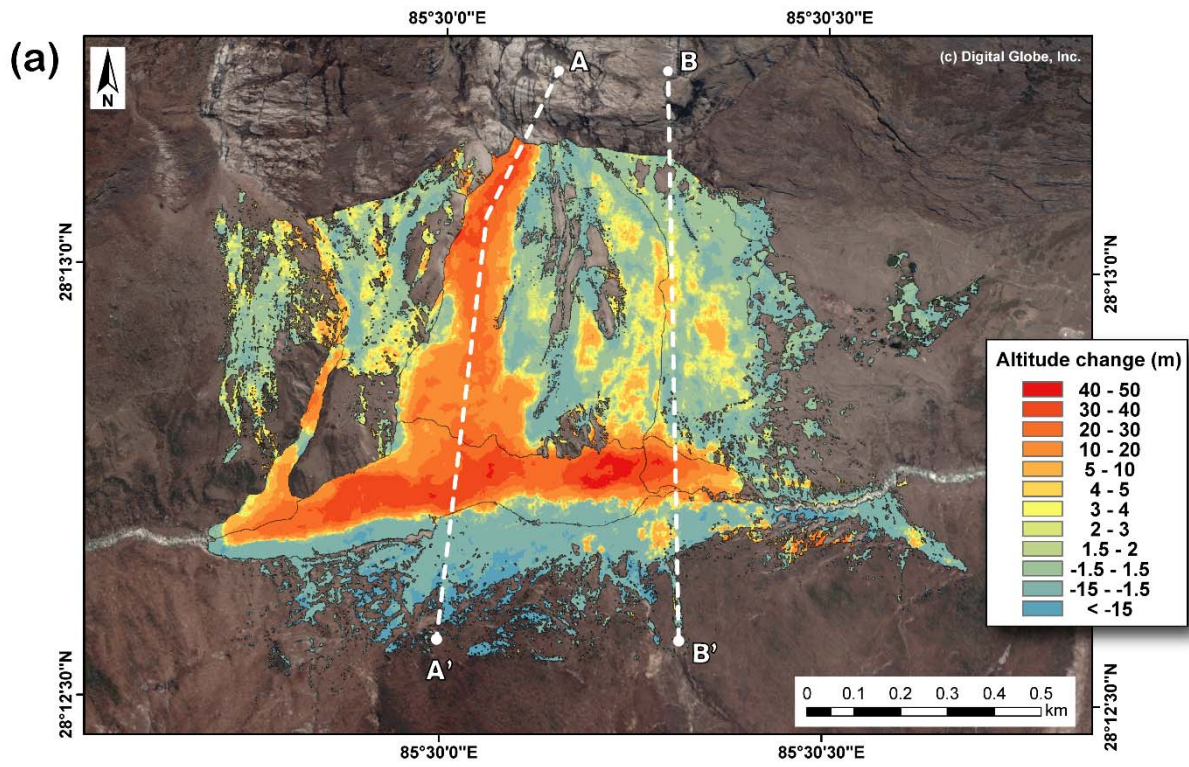 (a)
85°30'0"E
85°30'30"E
N
A
B
(c) Digital Globe, Inc.
28°13'0"N
28°13'0"N
Altitude change (m)
40 - 50
30 - 40
20 - 30
10 - 20
5 - 10
4 - 5
3 - 4
2 - 3
1.5 - 2
-1.5 - 1.5
-15 - -1.5
< -15
A'
B'
0 0.1 0.2 0.3 0.4 0.5
km
28°12'30"N
28°12'30"N
85°30'0"E
85°30'30"E